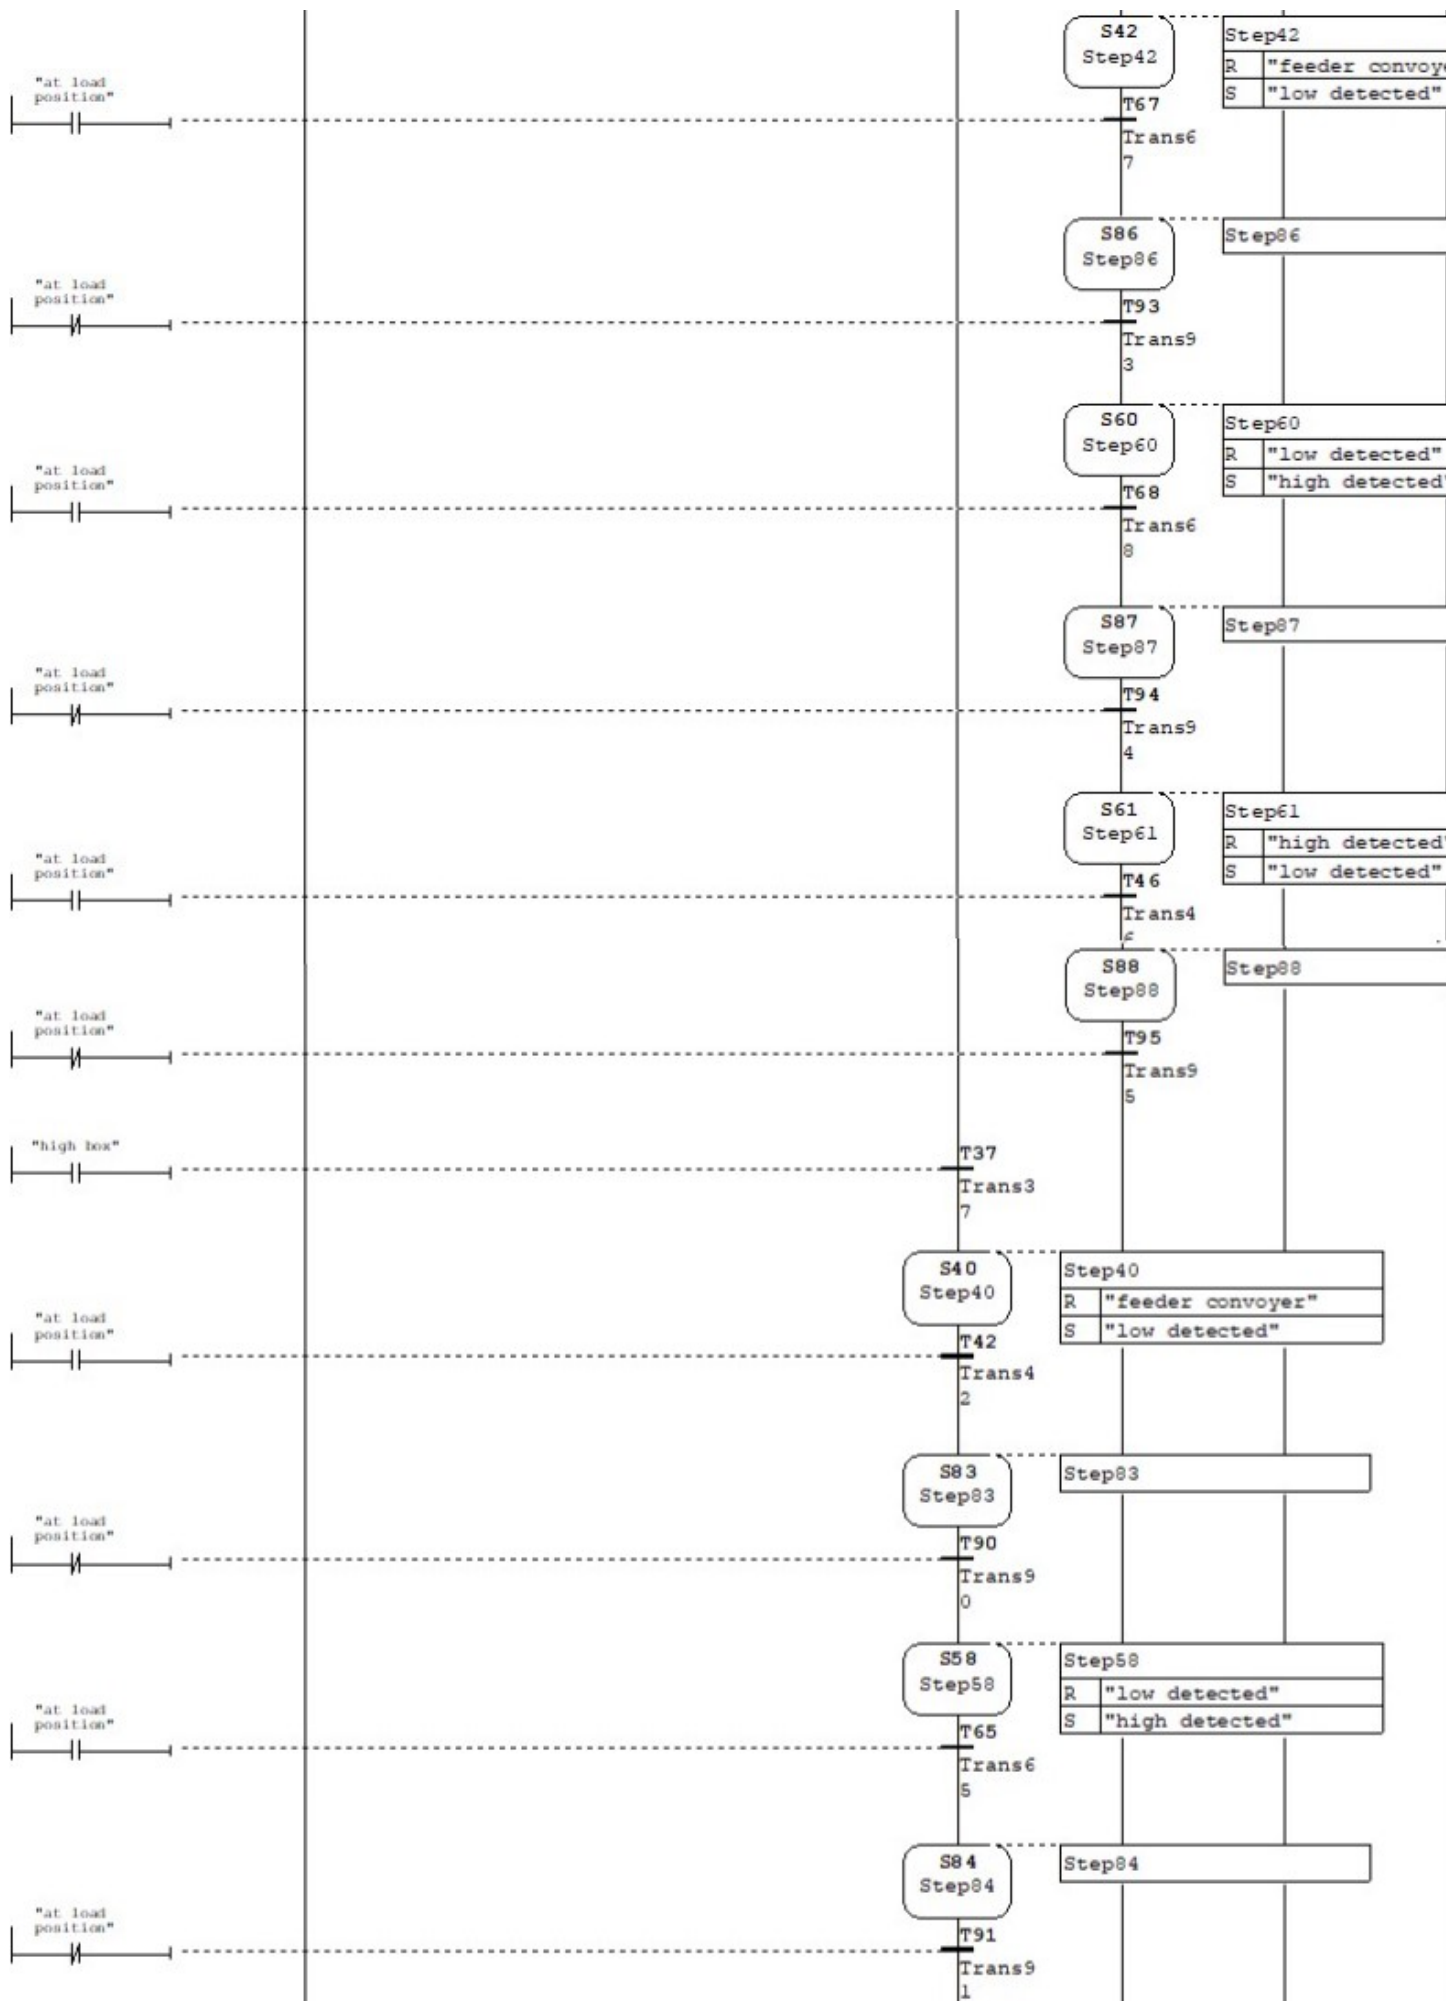 S42
Step42
Step42
R "feeder convoy
S "low detected"
"at load
position"
T67
Trans6
7
S86
Step86
Step86
"at load
position"
T93
Trans9
3
S60
Step60
Step60
R "low detected"
S "high detected"
"at load
position"
T68
Trans6
8
S87
Step87
Step87
"at load
position"
T94
Trans9
4
S61
Step61
Step61
R "high detected"
S "low detected"
"at load
position"
T46
Trans4
S88
Step88
Step88
"at load
position"
T95
Trans9
5
"high box"
T37
Trans3
7
S40
Step40
Step40
R "feeder convoyer"
S "low detected"
"at load
position"
T42
Trans4
2
S83
Step83
Step83
"at load
position"
T90
Trans9
0
S58
Step58
Step58
R "low detected"
S "high detected"
"at load
position"
T65
Trans6
5
S84
Step84
Step84
"at load
position"
T91
Trans9
1